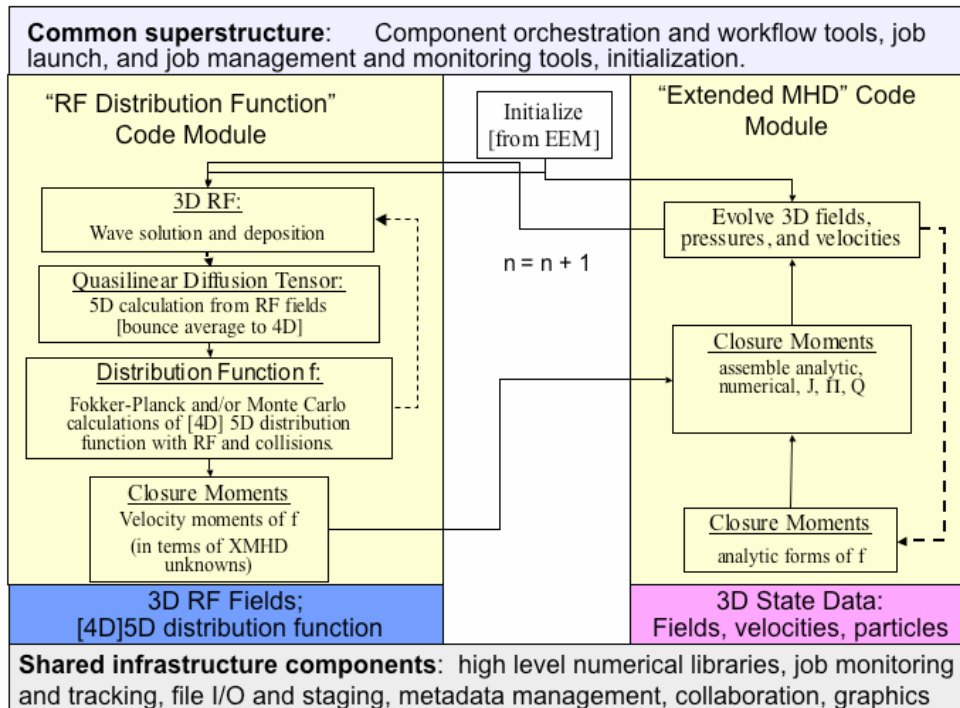 Common superstructure: Component orchestration and workflow tools, job
launch, and job management and monitoring tools, initialization.
“RF Distribution Function”
Code Module
3D RF:
Wave solution and deposition
Quasilinear Diffusion Tensor:
5D calculation from RF fields
[bounce average to 4D]
Distribution Function f:
Fokker-Planck and/or Monte Carlo
calculations of [4D] 5D distribution
function with RF and collisions.
Closure Moments
Velocity moments of f
(in terms of XMHD
unknowns)
3D RF Fields;
[4D]5D distribution function
Initialize
[from EEM]
n = n + 1
“Extended MHD” Code
Module
Evolve 3D fields,
pressures, and velocities
Closure Moments
assemble analytic,
numerical, J, Π, Q
Closure Moments
analytic forms of f
3D State Data:
Fields, velocities, particles
Shared infrastructure components: high level numerical libraries, job monitoring
and tracking, file I/O and staging, metadata management, collaboration, graphics